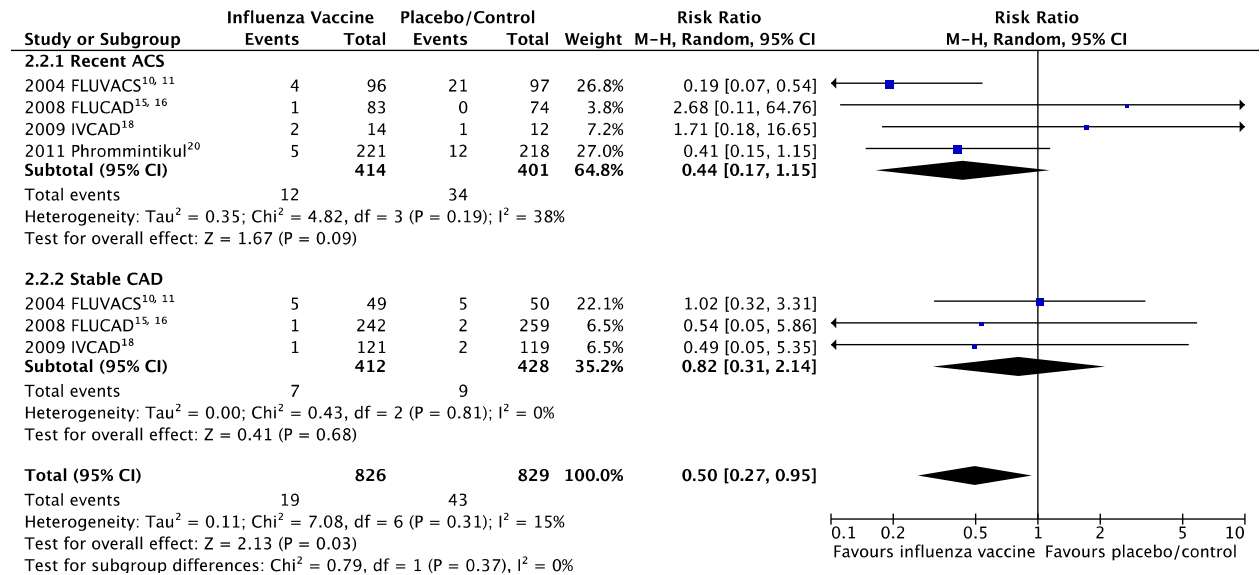 Influenza Vaccine Placebo/Control Risk Ratio Risk Ratio
Study or Subgroup Events Total Events Total Weight M-H, Random, 95% CI M-H, Random, 95% CI
2.2.1 Recent ACS
2004 FLUVACS10, 11 4 96 21 97 26.8% 0.19 [0.07, 0.54]
2008 FLUCAD15, 16 1 83 0 74 3.8% 2.68 [0.11, 64.76]
2009 IVCAD18 2 14 1 12 7.2% 1.71 [0.18, 16.65]
2011 Phrommintikul20 5 221 12 218 27.0% 0.41 [0.15, 1.15]
Subtotal (95% CI) 414 401 64.8% 0.44 [0.17, 1.15]
Total events 12 34
Heterogeneity: Tau2 = 0.35; Chi2 = 4.82, df = 3 (P = 0.19); I2 = 38%
Test for overall effect: Z = 1.67 (P = 0.09)
2.2.2 Stable CAD
2004 FLUVACS10, 11 5 49 5 50 22.1% 1.02 [0.32, 3.31]
2008 FLUCAD15, 16 1 242 2 259 6.5% 0.54 [0.05, 5.86]
2009 IVCAD18 1 121 2 119 6.5% 0.49 [0.05, 5.35]
Subtotal (95% CI) 412 428 35.2% 0.82 [0.31, 2.14]
Total events 7 9
Heterogeneity: Tau2 = 0.00; Chi2 = 0.43, df = 2 (P = 0.81); I2 = 0%
Test for overall effect: Z = 0.41 (P = 0.68)
Total (95% CI) 826 829 100.0% 0.50 [0.27, 0.95]
Total events 19 43
Heterogeneity: Tau2 = 0.11; Chi2 = 7.08, df = 6 (P = 0.31); I2 = 15%
Test for overall effect: Z = 2.13 (P = 0.03)
Test for subgroup differences: Chi2 = 0.79, df = 1 (P = 0.37), I2 = 0%
0.1 0.2 0.5 1 2 5 10
Favours influenza vaccine Favours placebo/control